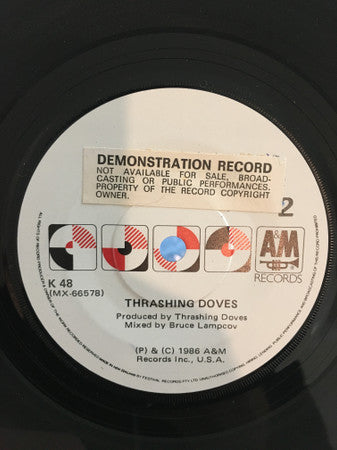 DEMONSTRATION RECORD
NOT AVAILABLE FOR SALE, BROAD-
CASTING OR PUBLIC PERFORMANCES.
PROPERTY OF THE RECORD COPYRIGHT
OWNER.
2
A&M
RECORDS
K 48
(MX-66578)
THRASHING DOVES
Produced by Thrashing Doves
Mixed by Bruce Lampcov
(P) & (C) 1986 A&M
Records Inc., U.S.A.